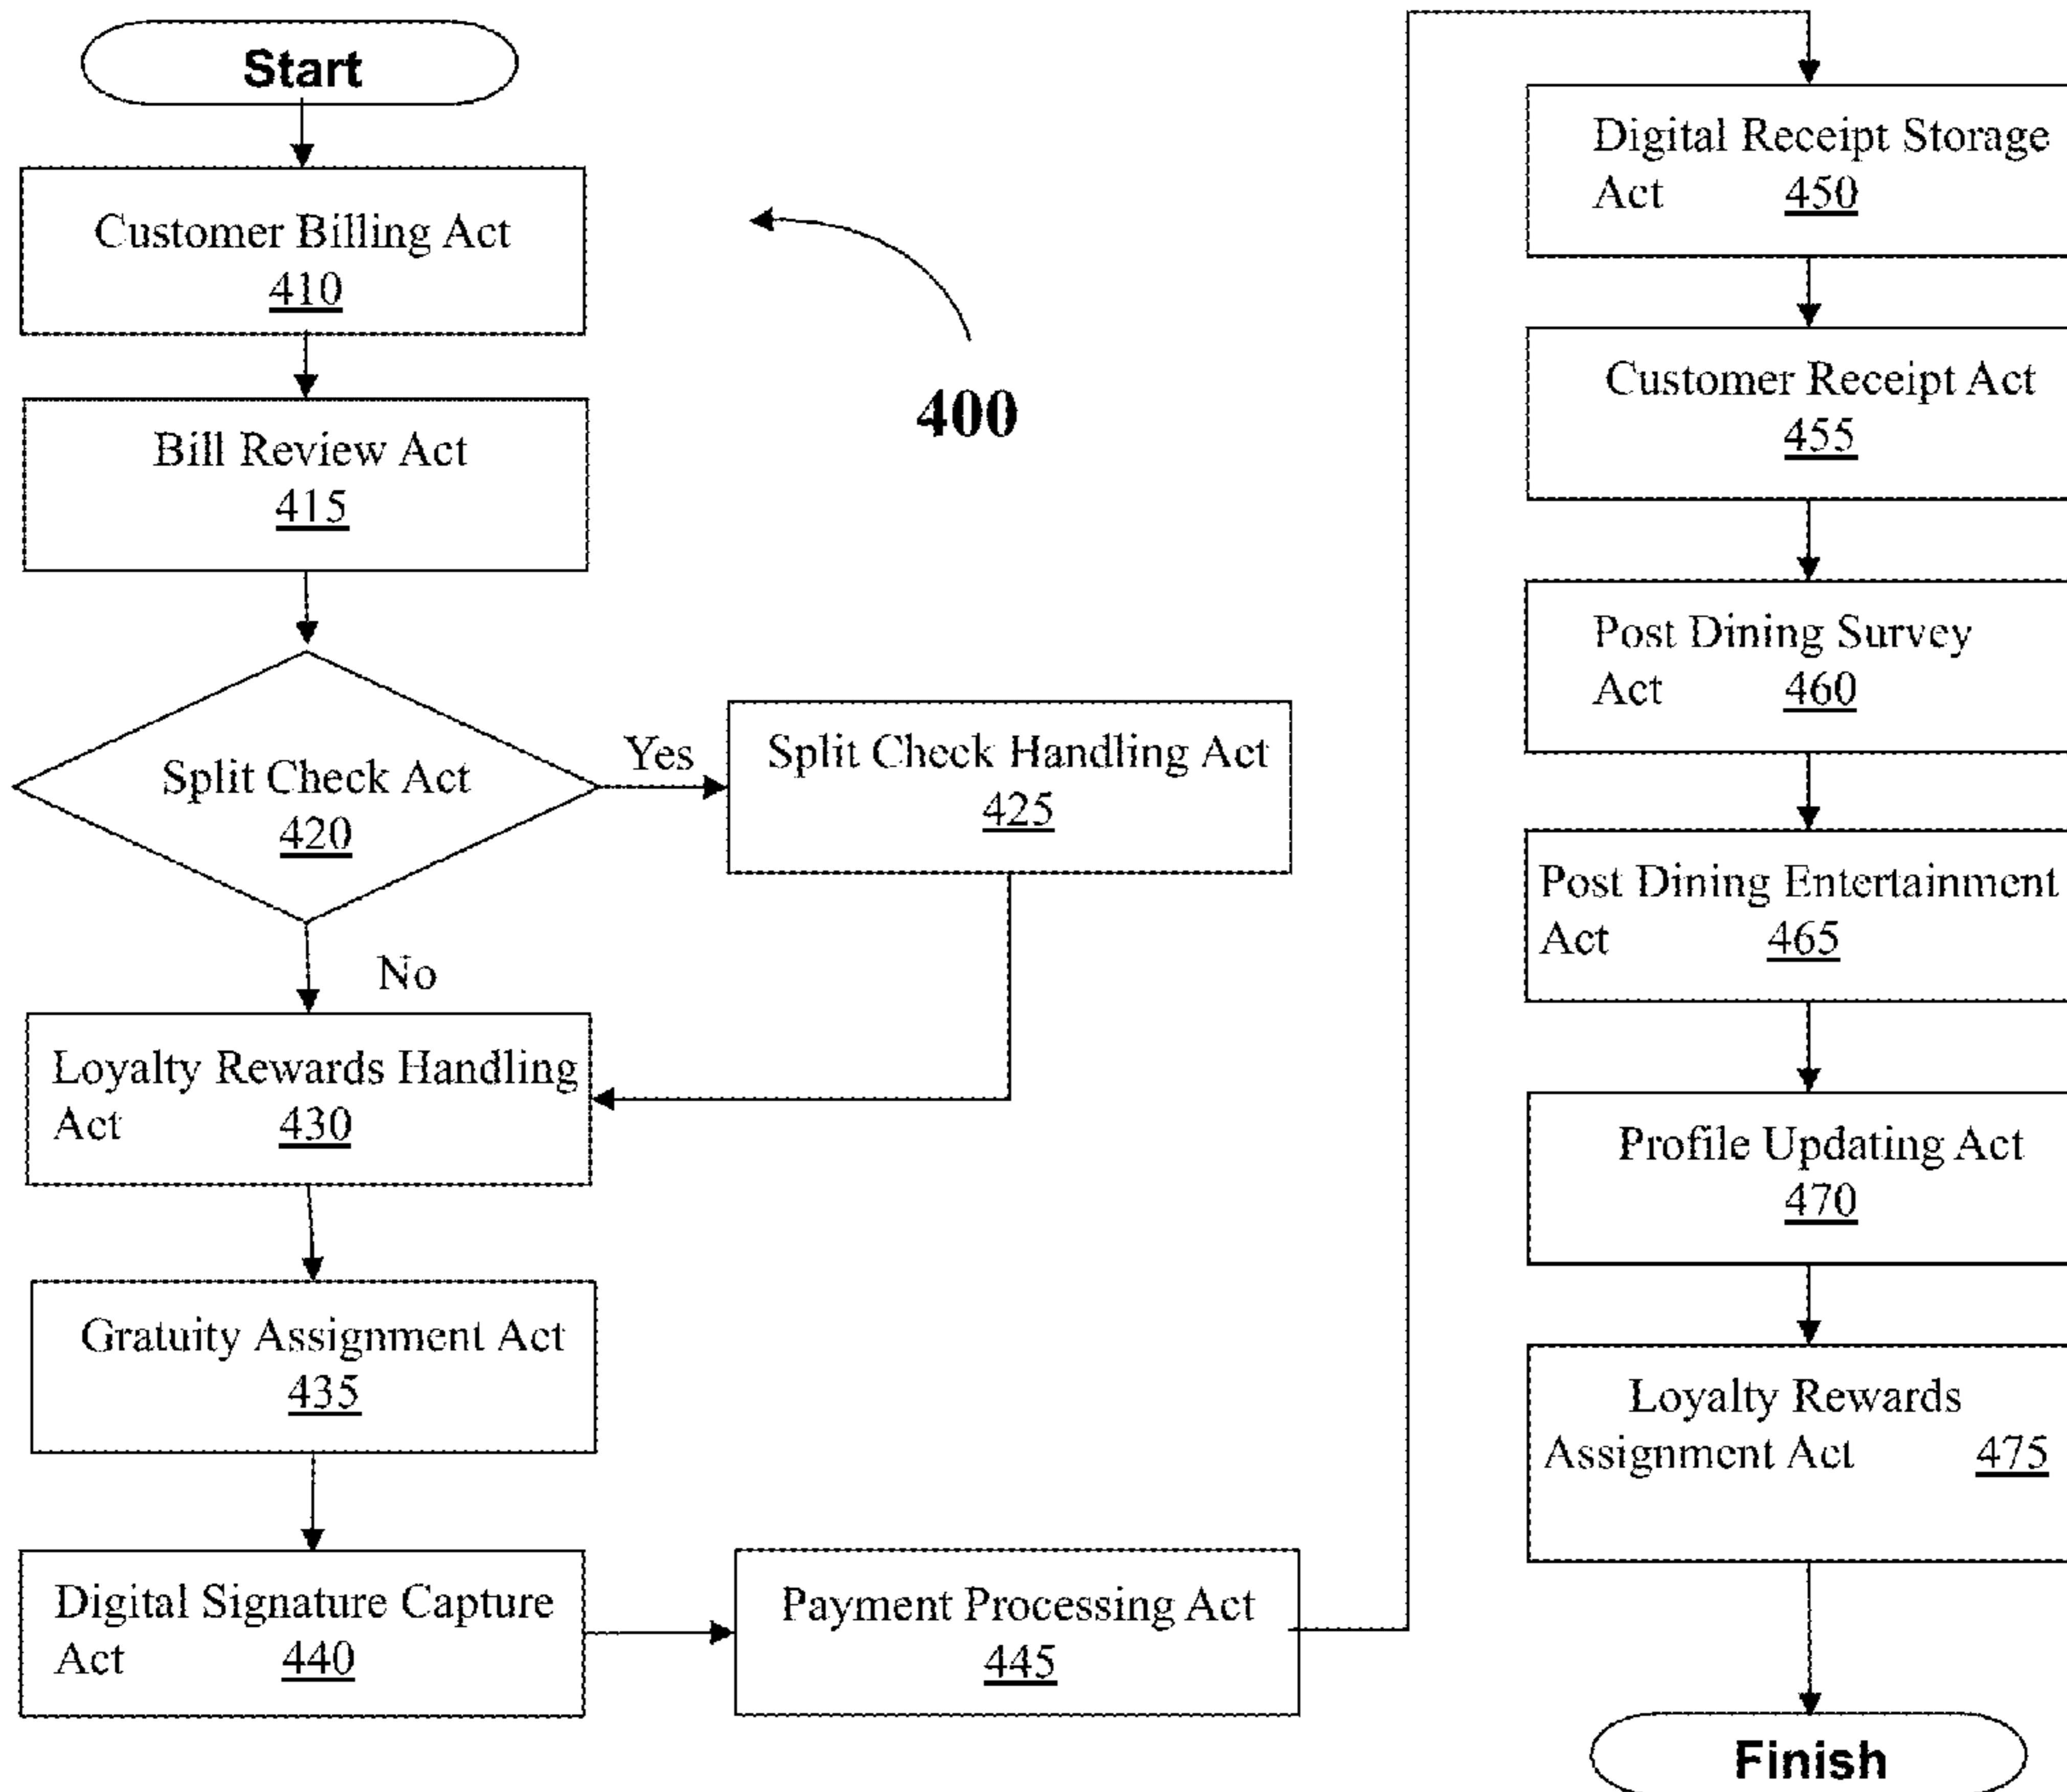 Start
Customer Billing Act
410
400
Bill Review Act
415
Split Check Act
420
Yes
Split Check Handling Act
425
No
Loyalty Rewards Handling
Act 430
Gratuity Assignment Act
435
Digital Signature Capture
Act 440
Payment Processing Act
445
Digital Receipt Storage
Act 450
Customer Receipt Act
455
Post Dining Survey
Act 460
Post Dining Entertainment
Act 465
Profile Updating Act
470
Loyalty Rewards
Assignment Act 475
Finish